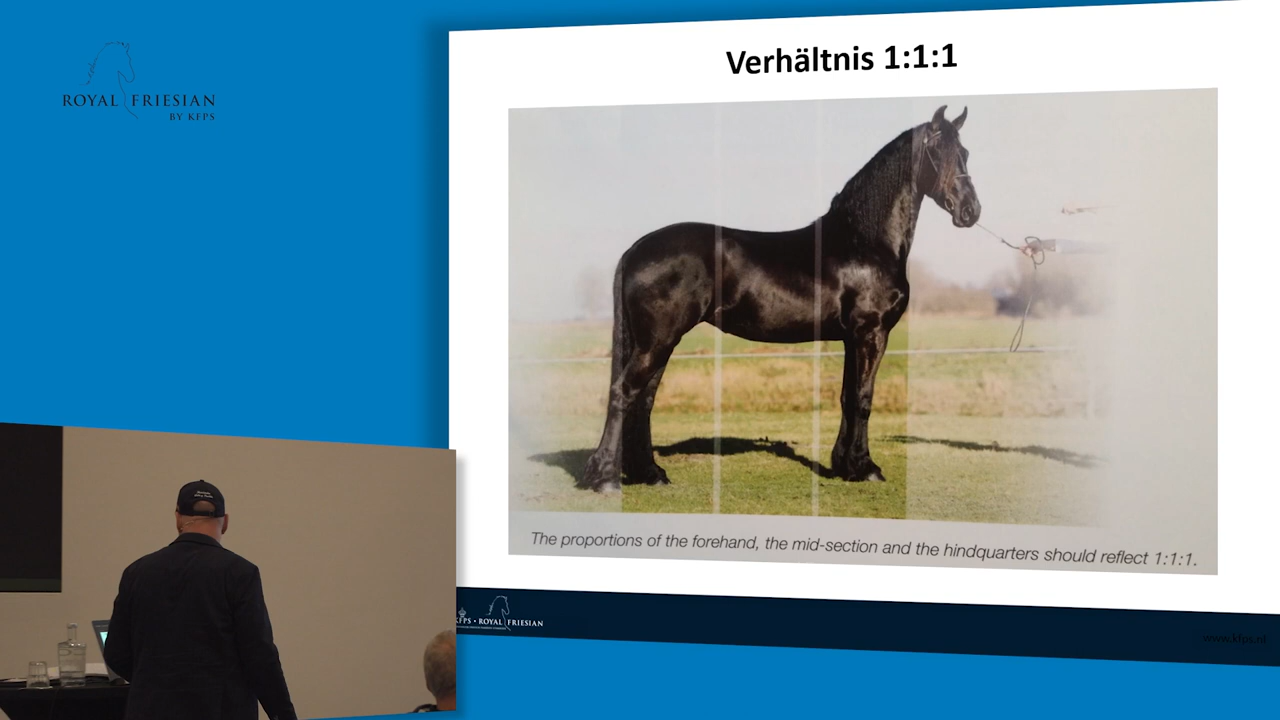 ROYAL FRIESIAN
BY KFPS
Verhältnis 1:1:1
The proportions of the forehand, the mid-section and the hindquarters should reflect 1:1:1.
KFPS • ROYAL FRIESIAN
www.kfps.nl